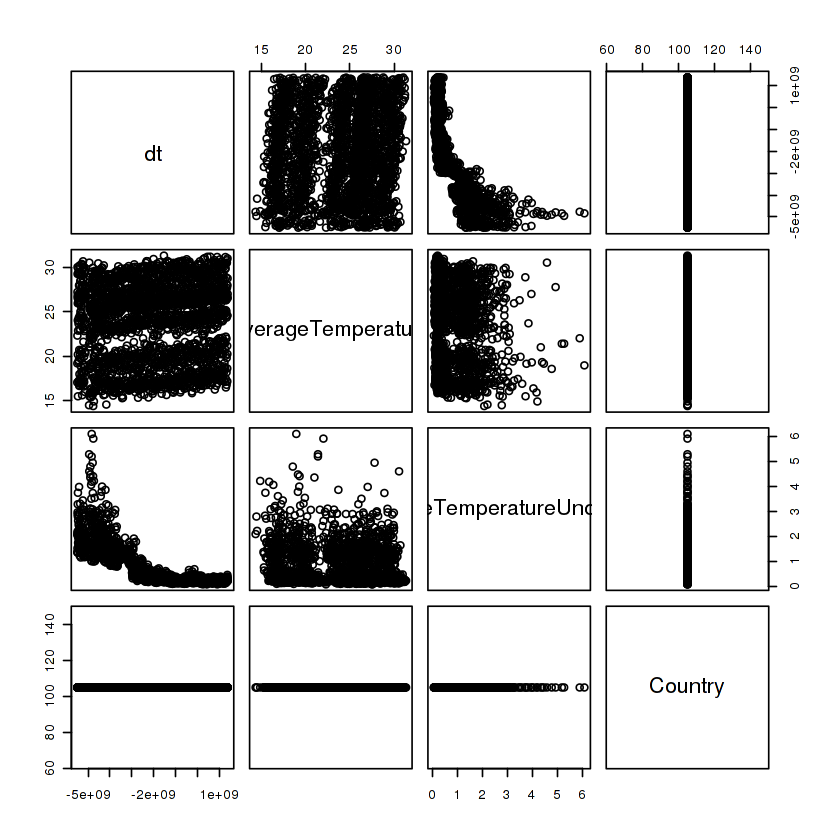 15 20 25 30 60 80 100 120 140
dt
-5e+09 -2e+09 1e+09
15 20 25 30
verageTemperatu
eTemperatureUnc
0 1 2 3 4 5 6
60 80 100 120 140
Country
-5e+09 -2e+09 1e+09 0 1 2 3 4 5 6